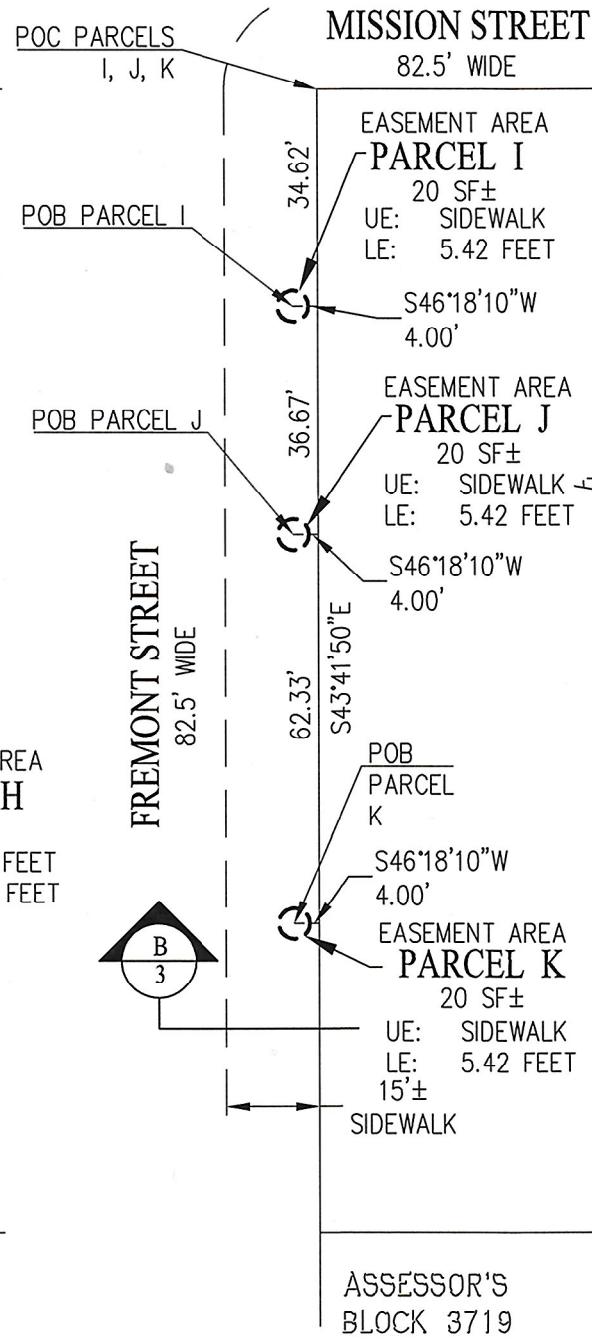 MISSION STREET
82.5' WIDE
POC PARCELS
I, J, K
34.62'
EASEMENT AREA
PARCEL I
20 SF±
UE: SIDEWALK
LE: 5.42 FEET
POB PARCEL I
S46°18'10"W
4.00'
36.67'
EASEMENT AREA
PARCEL J
20 SF±
UE: SIDEWALK
LE: 5.42 FEET
POB PARCEL J
S46°18'10"W
4.00'
FREMONT STREET
82.5' WIDE
62.33'
S43°41'50"E
POB
PARCEL
K
REA
H
FEET
FEET
S46°18'10"W
4.00'
EASEMENT AREA
PARCEL K
20 SF±
UE: SIDEWALK
LE: 5.42 FEET
B
3
15'±
SIDEWALK
ASSESSOR'S
BLOCK 3719